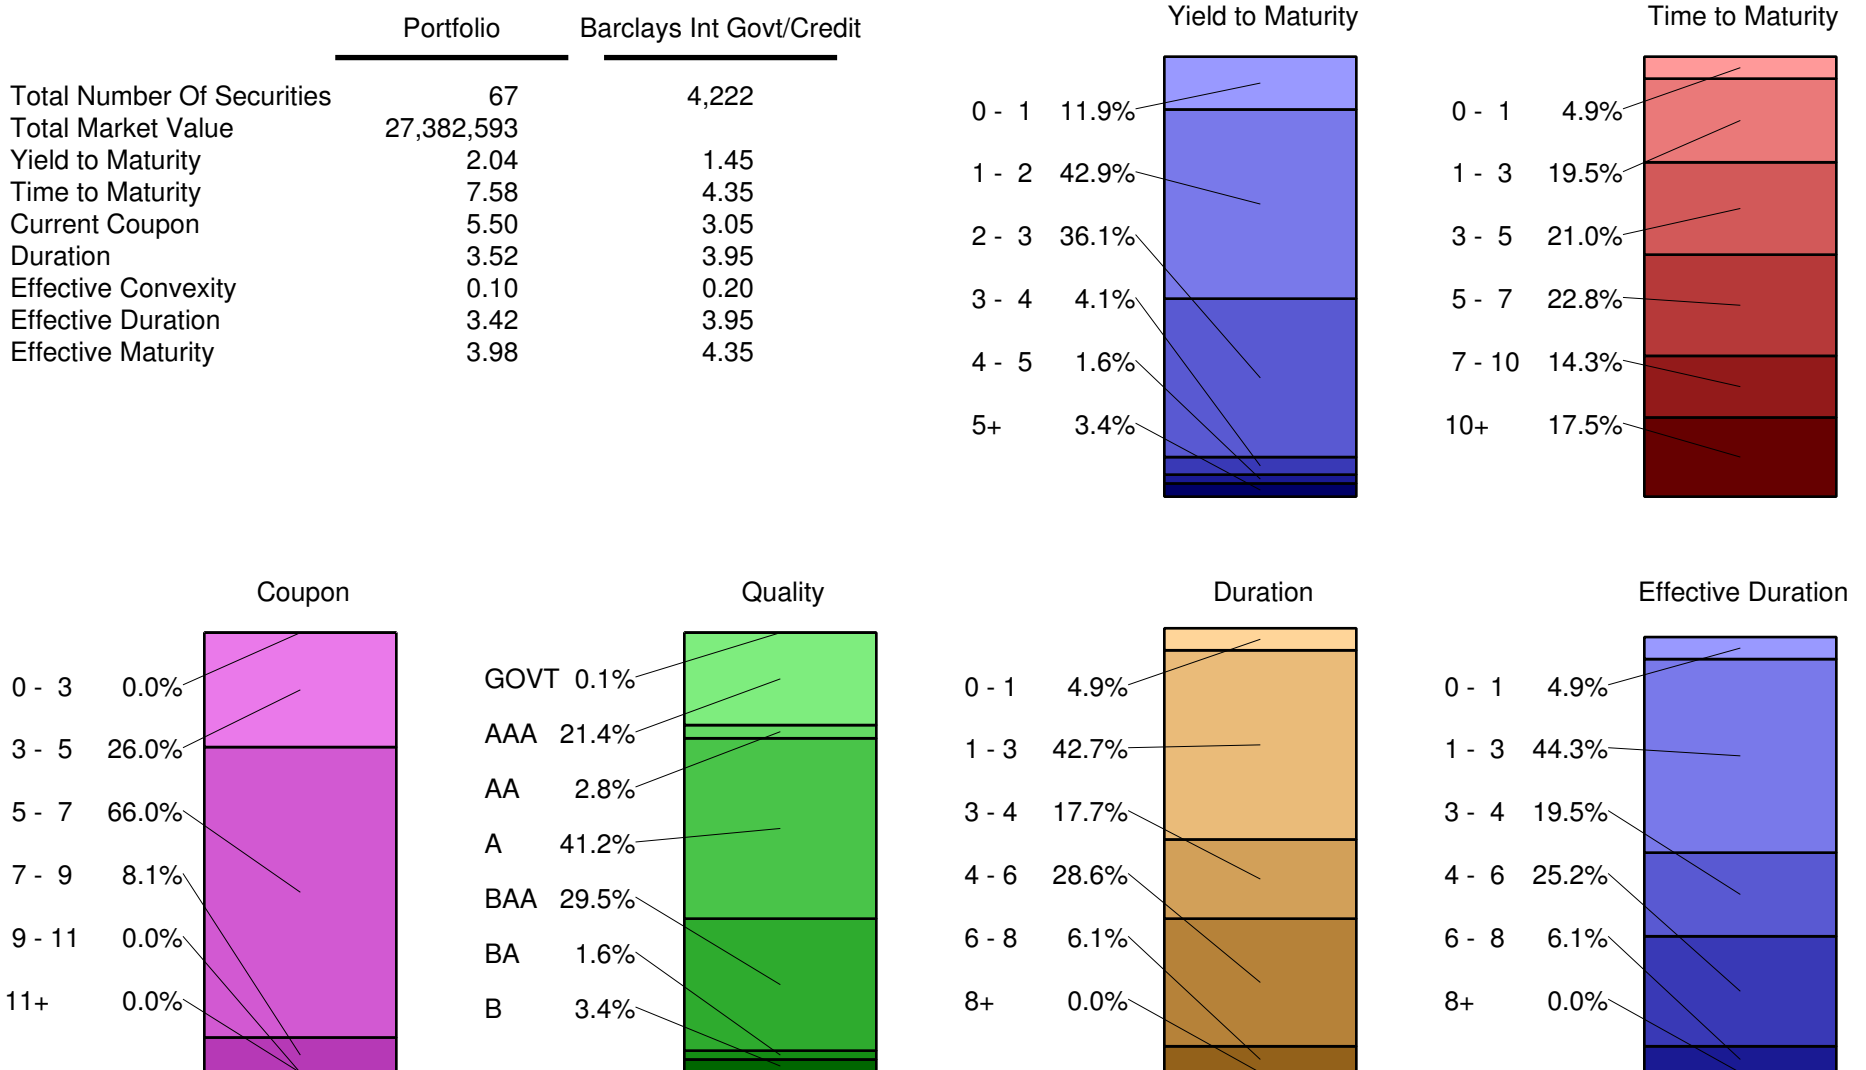 Portfolio Barclays Int Govt/Credit
Total Number Of Securities 67 4,222
Total Market Value 27,382,593
Yield to Maturity 2.04 1.45
Time to Maturity 7.58 4.35
Current Coupon 5.50 3.05
Duration 3.52 3.95
Effective Convexity 0.10 0.20
Effective Duration 3.42 3.95
Effective Maturity 3.98 4.35
Yield to Maturity
0 - 1 11.9%
1 - 2 42.9%
2 - 3 36.1%
3 - 4 4.1%
4 - 5 1.6%
5+ 3.4%
Time to Maturity
0 - 1 4.9%
1 - 3 19.5%
3 - 5 21.0%
5 - 7 22.8%
7 - 10 14.3%
10+ 17.5%
Coupon
0 - 3 0.0%
3 - 5 26.0%
5 - 7 66.0%
7 - 9 8.1%
9 - 11 0.0%
11+ 0.0%
Quality
GOVT 0.1%
AAA 21.4%
AA 2.8%
A 41.2%
BAA 29.5%
BA 1.6%
B 3.4%
Duration
0 - 1 4.9%
1 - 3 42.7%
3 - 4 17.7%
4 - 6 28.6%
6 - 8 6.1%
8+ 0.0%
Effective Duration
0 - 1 4.9%
1 - 3 44.3%
3 - 4 19.5%
4 - 6 25.2%
6 - 8 6.1%
8+ 0.0%